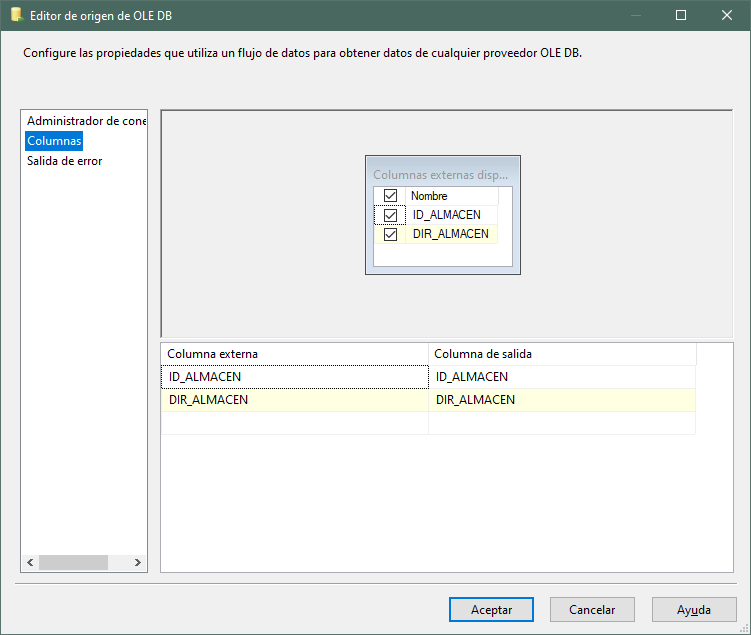 Editor de origen de OLE DB
Configure las propiedades que utiliza un flujo de datos para obtener datos de cualquier proveedor OLE DB.
Administrador de cone
Columnas
Salida de error
Columnas externas disp...
Nombre
ID_ALMACEN
DIR_ALMACEN
Columna externa Columna de salida
ID_ALMACEN ID_ALMACEN
DIR_ALMACEN DIR_ALMACEN
Aceptar Cancelar Ayuda